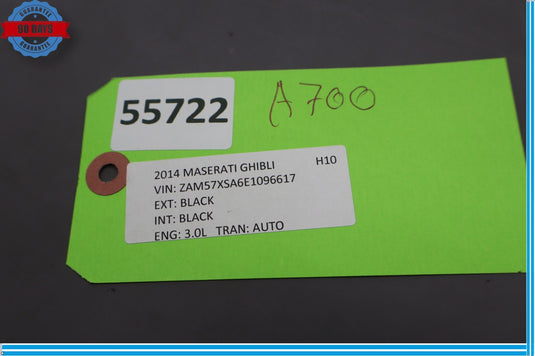 GUARANTEE
90 DAYS
GUARANTEE
55722
A700
2014 MASERATI GHIBLI H10
VIN: ZAM57XSA6E1096617
EXT: BLACK
INT: BLACK
ENG: 3.0L TRAN: AUTO